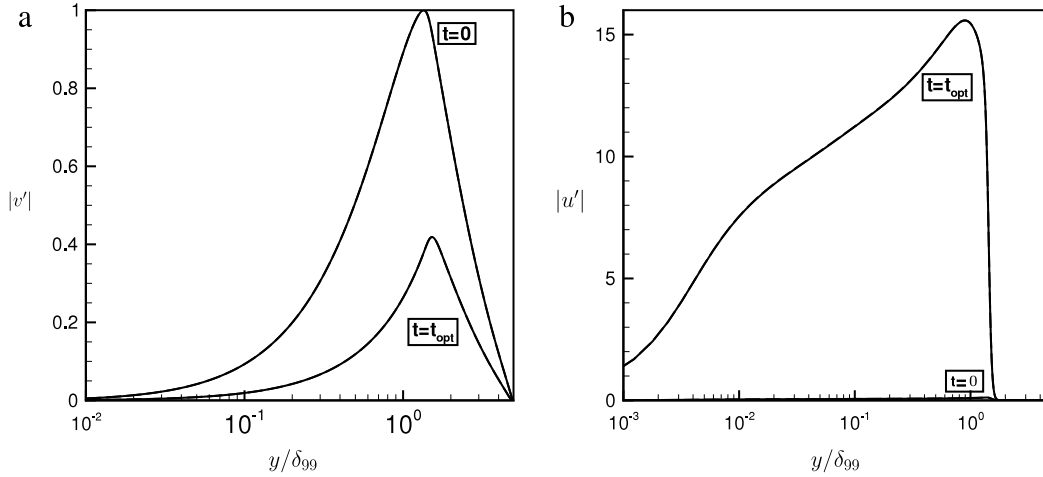 a
1
0.8
0.6
0.4
0.2
0
|v′|
t=0
t=t_opt
10^-2
10^-1
10^0
y/δ_99
b
15
10
5
0
|u′|
t=t_opt
t=0
10^-3
10^-2
10^-1
10^0
y/δ_99